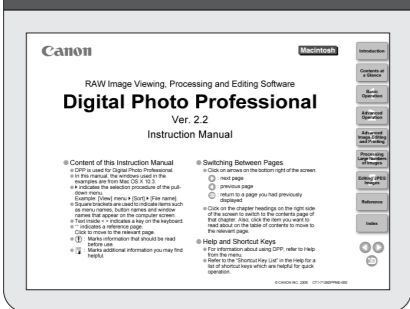 Canon
Macintosh
RAW Image Viewing, Processing and Editing Software
Digital Photo Professional
Ver. 2.2
Instruction Manual
Content of this Instruction Manual
DPP is used for Digital Photo Professional.
In this manual, the windows used in the
examples are from Mac OS X 10.3.
▶ indicates the selection procedure of the pull-
down menu.
Example: [View] menu ▶ [Sort] ▶ [File name].
Square brackets are used to indicate items such
as menu names, button names and window
names that appear on the computer screen.
Text inside < > indicates a key on the keyboard.
indicates a reference page.
Click to move to the relevant page.
: Marks information that should be read
before use.
: Marks additional information you may find
helpful.
Switching Between Pages
Click on arrows on the bottom right of the screen.
: next page
: previous page
: return to a page you had previously
displayed
Click on the chapter headings on the right side
of the screen to switch to the contents page of
that chapter. Also, click the item you want to
read about on the table of contents to move to
the relevant page.
Help and Shortcut Keys
For information about using DPP, refer to Help
from the menu.
Refer to the "Shortcut Key List" in the Help for a
list of shortcut keys which are helpful for quick
operation.
Introduction
Contents at
a Glance
Basic
Operation
Advanced
Operation
Advanced
Image Editing
and Printing
Processing
Large Numbers
of Images
Editing JPEG
Images
Reference
Index